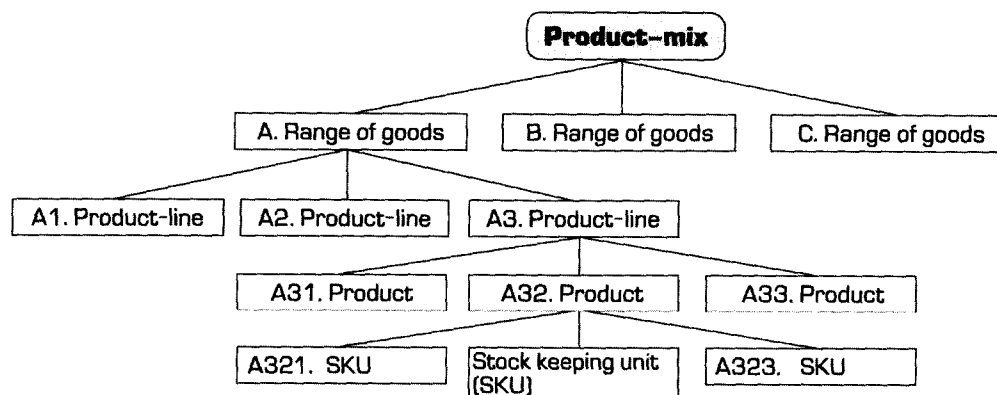 Product-mix
A. Range of goods
B. Range of goods
C. Range of goods
A1. Product-line
A2. Product-line
A3. Product-line
A31. Product
A32. Product
A33. Product
A321. SKU
Stock keeping unit
(SKU)
A323. SKU